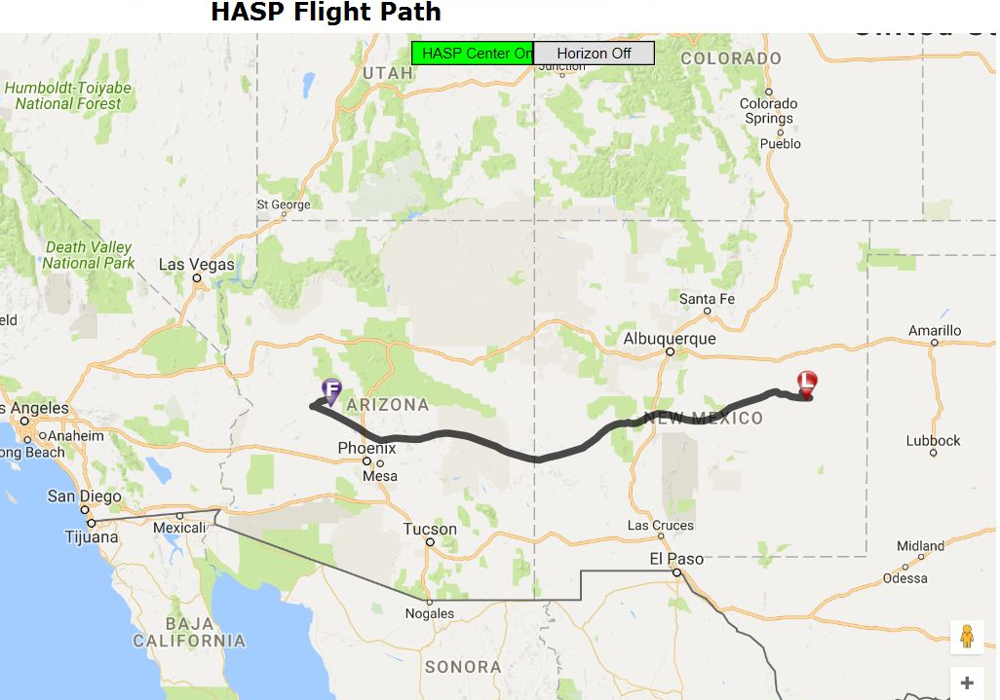 HASP Flight Path
HASP Center On
Horizon Off
UTAH
Junction
COLORADO
Humboldt-Toiyabe
National Forest
Colorado
Springs
Pueblo
St George
Death Valley
National Park
Las Vegas
Santa Fe
eld
Albuquerque
Amarillo
F
L
ARIZONA
NEW MEXICO
s Angeles
Anaheim
ong Beach
Phoenix
Mesa
Lubbock
San Diego
Tijuana
Mexicali
Tucson
Las Cruces
El Paso
Midland
Odessa
Nogales
BAJA
CALIFORNIA
SONORA
+